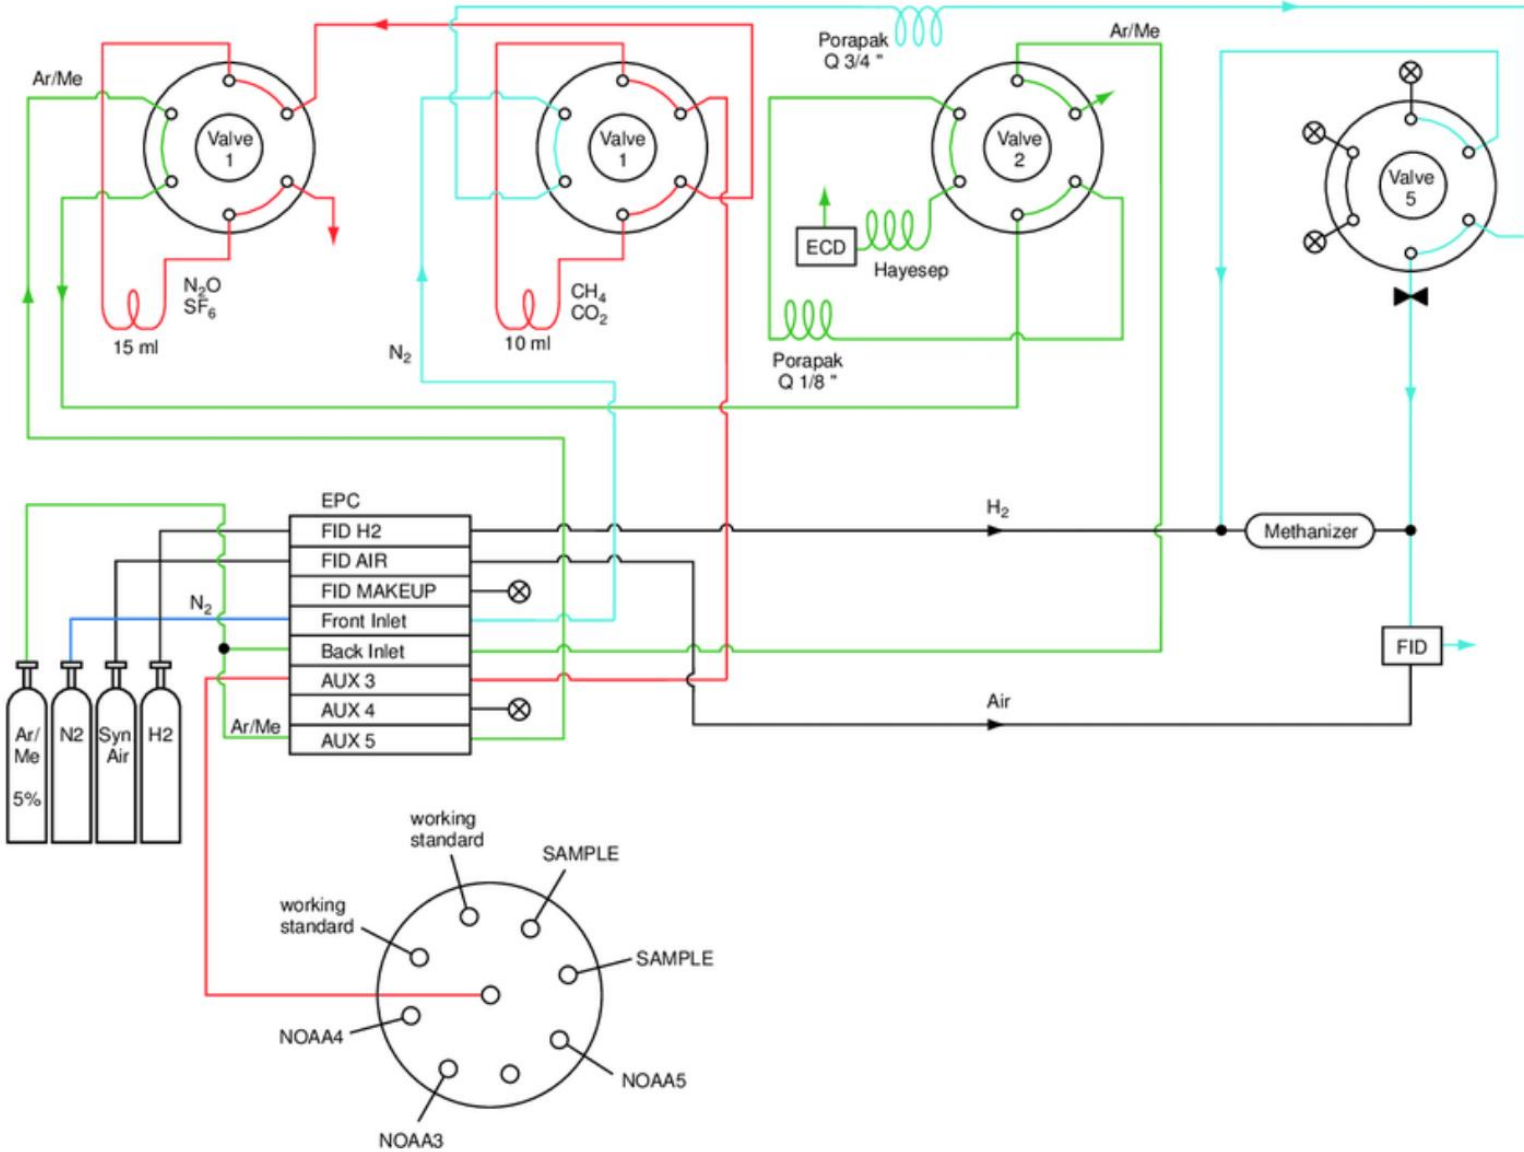 Porapak
Q 3/4 "
Ar/Me
Ar/Me
Valve
1
Valve
1
Valve
2
Valve
5
ECD
Hayesep
N₂O
SF₆
15 ml
CH₄
CO₂
10 ml
N₂
Porapak
Q 1/8 "
EPC
FID H2
FID AIR
FID MAKEUP
Front Inlet
Back Inlet
AUX 3
AUX 4
AUX 5
H₂
Methanizer
N₂
FID
Air
Ar/Me
Ar/
Me
5%
N2
Syn
Air
H2
working
standard
SAMPLE
working
standard
SAMPLE
NOAA4
NOAA5
NOAA3